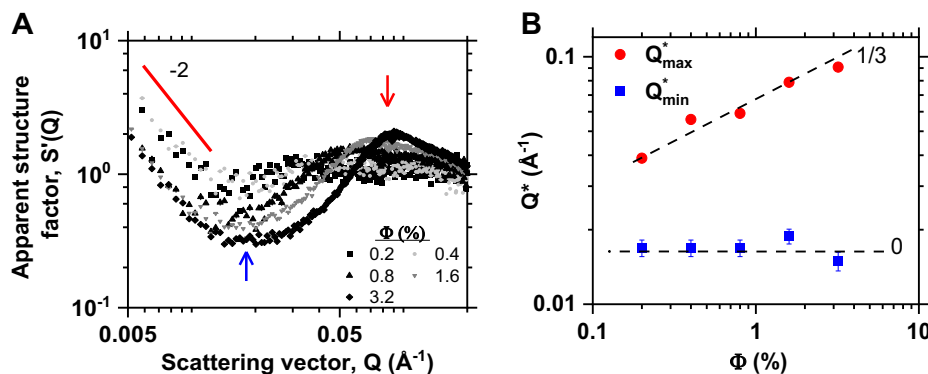 A
Apparent structure
factor, S'(Q)
10¹
10⁰
10⁻¹
-2
Φ (%)
0.2 0.4
0.8 1.6
3.2
0.005 0.05
Scattering vector, Q (Å⁻¹)
B
Q* (Å⁻¹)
0.1
0.01
Q*max
Q*min
1/3
0
0.1 1 10
Φ (%)